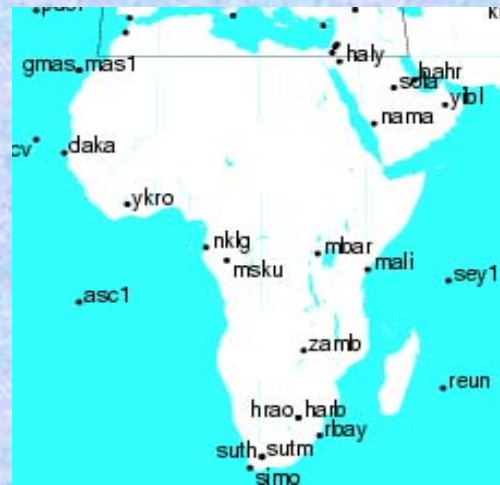 haly
gmas mas1
bahr
sola
yibl
nama
cv
daka
ykro
nklg
mbar
msku
mali
sey1
asc1
zamb
reun
hrao harb
rbay
suth sutm
simo